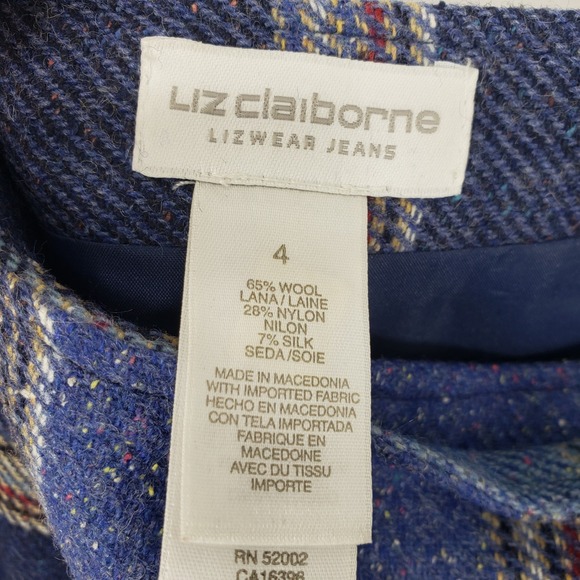 Liz claiborne
LIZWEAR JEANS
4
65% WOOL
LANA/LAINE
28% NYLON
NILON
7% SILK
SEDA/SOIE
MADE IN MACEDONIA
WITH IMPORTED FABRIC
HECHO EN MACEDONIA
CON TELA IMPORTADA
FABRIQUE EN
MACEDOINE
AVEC DU TISSU
IMPORTE
RN 52002
CA16396